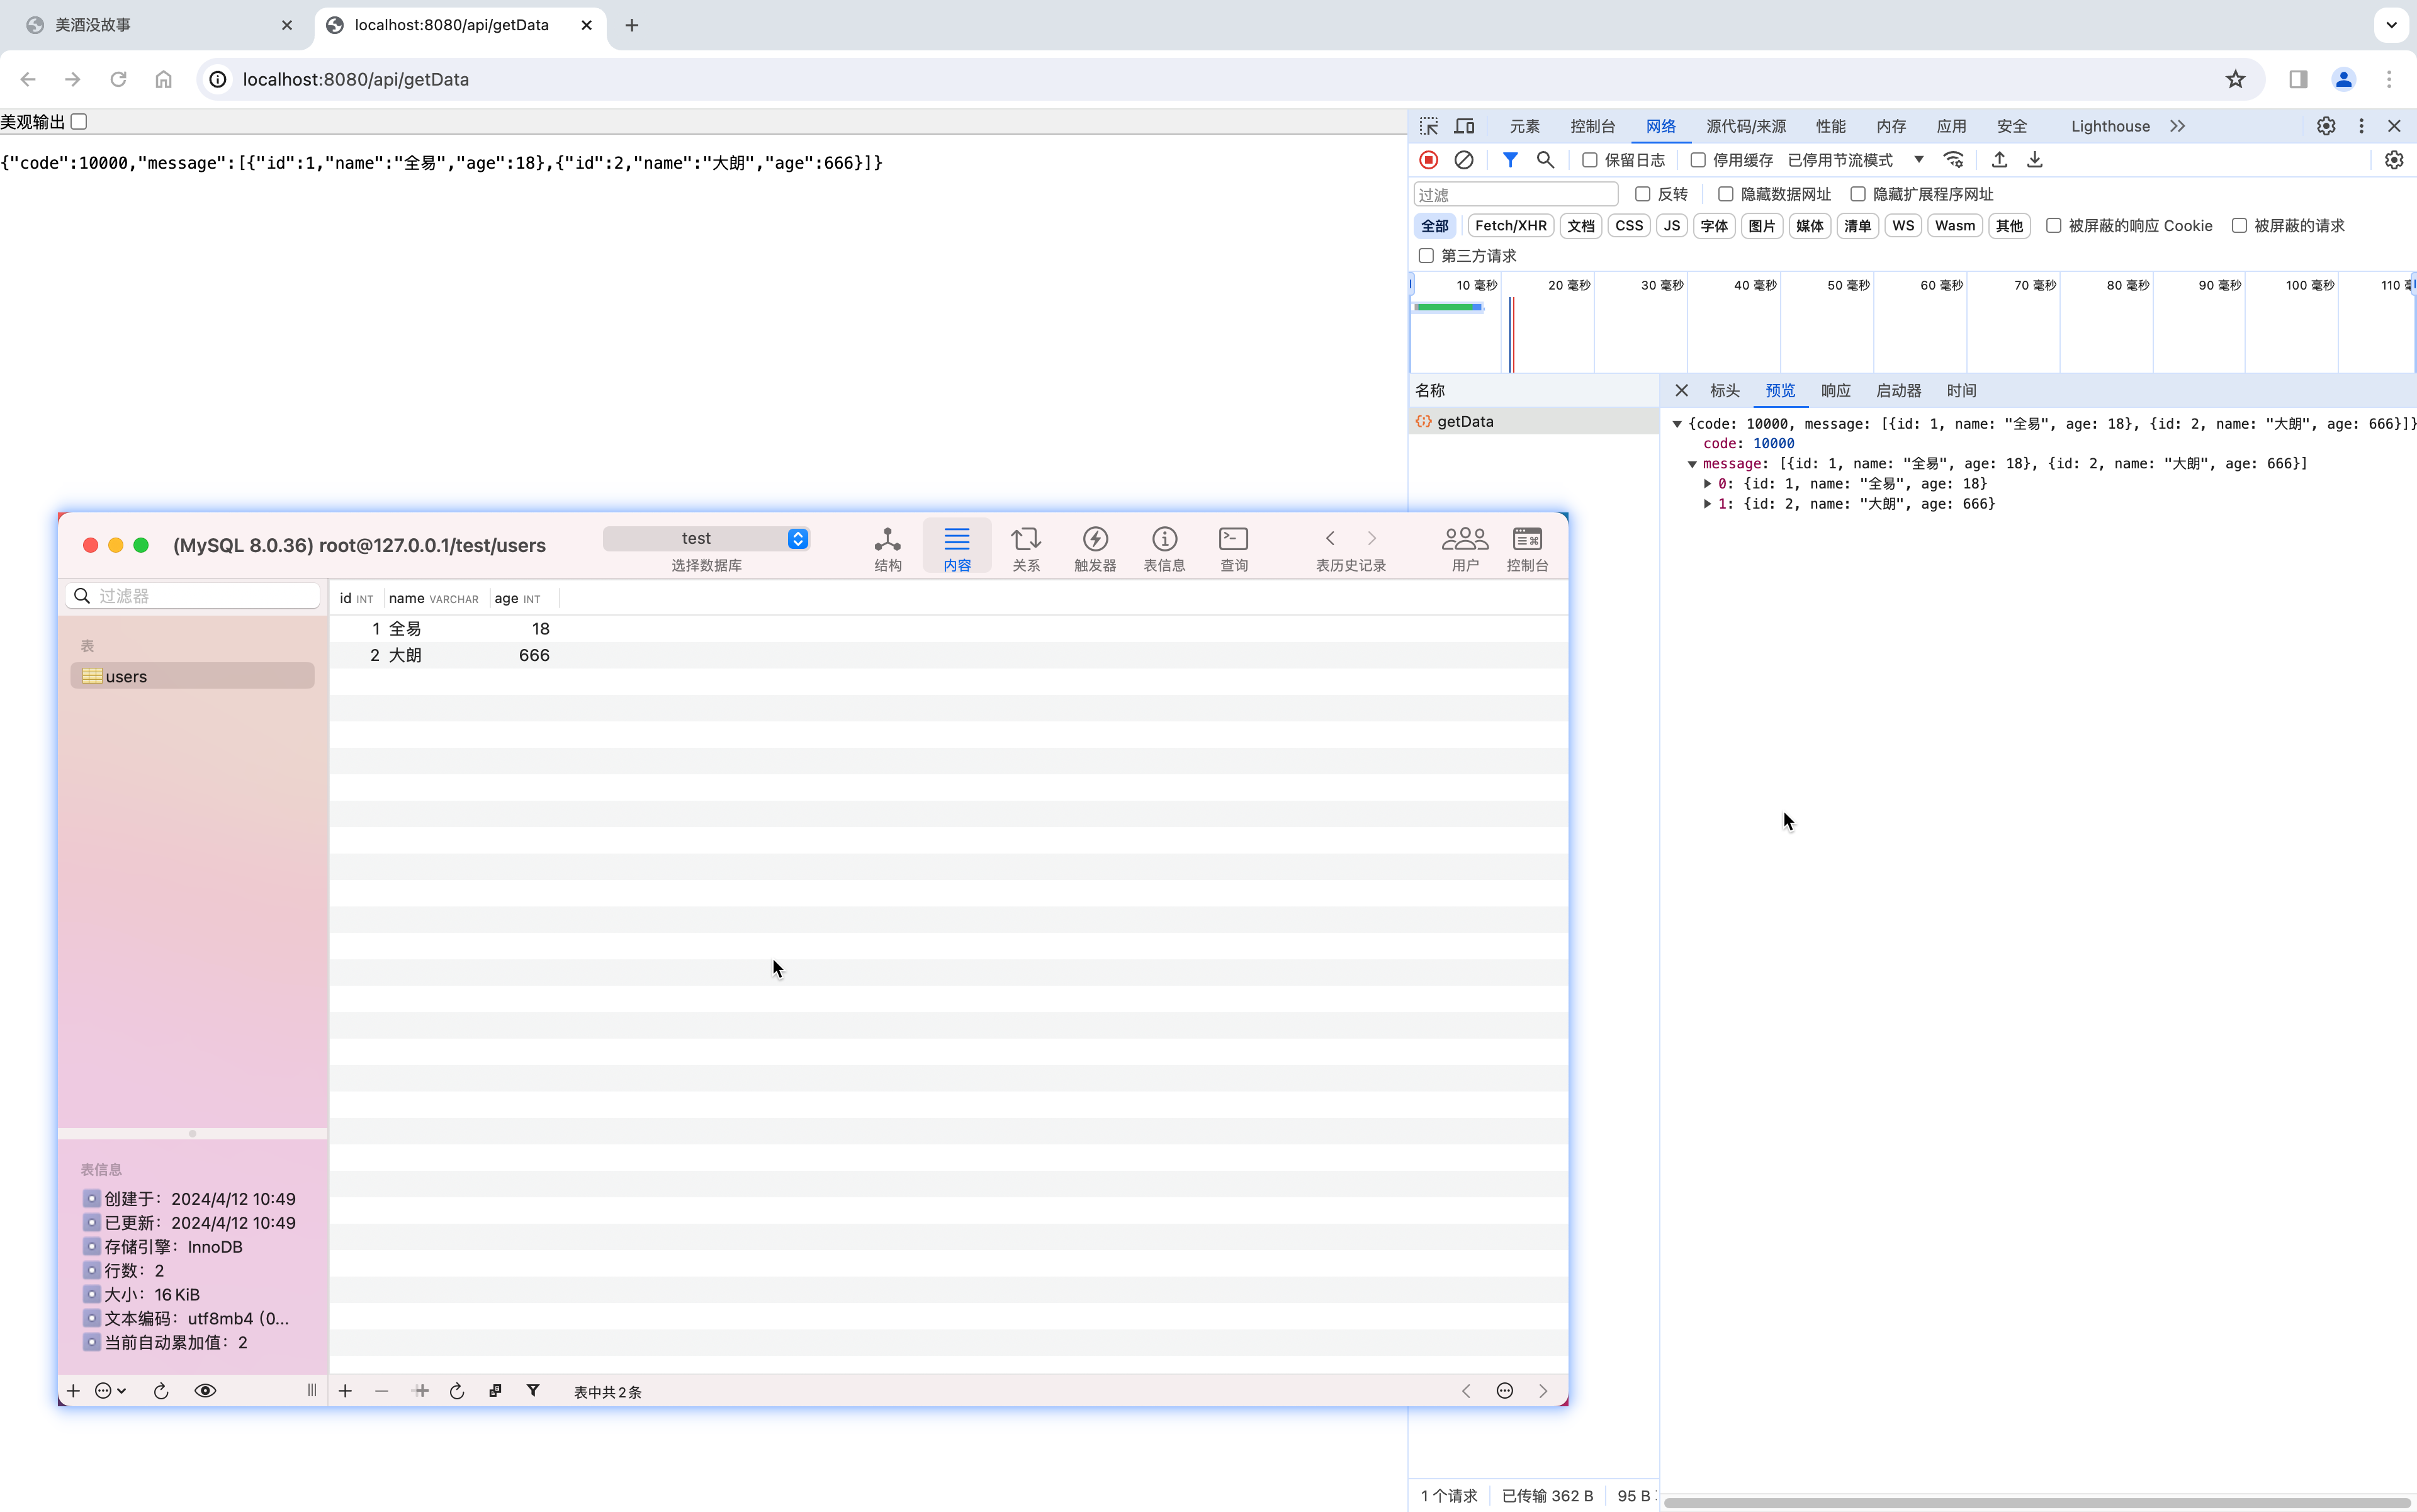 美酒没故事
localhost:8080/api/getData
localhost:8080/api/getData
美观输出
{"code":10000,"message":[{"id":1,"name":"全易","age":18},{"id":2,"name":"大朗","age":666}]}
元素 控制台 网络 源代码/来源 性能 内存 应用 安全 Lighthouse
保留日志 停用缓存 已停用节流模式
过滤 反转 隐藏数据网址 隐藏扩展程序网址
全部 Fetch/XHR 文档 CSS JS 字体 图片 媒体 清单 WS Wasm 其他 被屏蔽的响应 Cookie 被屏蔽的请求
第三方请求
10 毫秒 20 毫秒 30 毫秒 40 毫秒 50 毫秒 60 毫秒 70 毫秒 80 毫秒 90 毫秒 100 毫秒 110
名称
getData
标头 预览 响应 启动器 时间
{code: 10000, message: [{id: 1, name: "全易", age: 18}, {id: 2, name: "大朗", age: 666}]}
code: 10000
message: [{id: 1, name: "全易", age: 18}, {id: 2, name: "大朗", age: 666}]
0: {id: 1, name: "全易", age: 18}
1: {id: 2, name: "大朗", age: 666}
(MySQL 8.0.36) root@127.0.0.1/test/users
test
选择数据库
结构 内容 关系 触发器 表信息 查询 表历史记录 用户 控制台
过滤器
表
users
id INT name VARCHAR age INT
1 全易 18
2 大朗 666
表信息
创建于：2024/4/12 10:49
已更新：2024/4/12 10:49
存储引擎：InnoDB
行数：2
大小：16 KiB
文本编码：utf8mb4 (0...
当前自动累加值：2
表中共 2 条
1 个请求 已传输 362 B 95 B